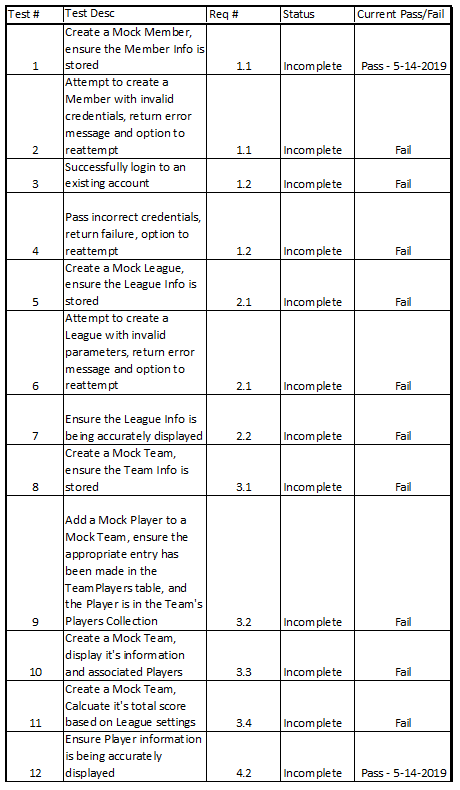 Test #	Test Desc	Req #	Status	Current Pass/Fail
Create a Mock Member,
ensure the Member Info is
1	stored	1.1	Incomplete	Pass - 5-14-2019
Attempt to create a
Member with invalid
credentials, return error
message and option to
2	reattempt	1.1	Incomplete	Fail
Successfully login to an
3	existing account	1.2	Incomplete	Fail
Pass incorrect credentials,
return failure, option to
4	reattempt	1.2	Incomplete	Fail
Create a Mock League,
ensure the League Info is
5	stored	2.1	Incomplete	Fail
Attempt to create a
League with invalid
parameters, return error
message and option to
6	reattempt	2.1	Incomplete	Fail
Ensure the League Info is
7	being accurately displayed	2.2	Incomplete	Fail
Create a Mock Team,
ensure the Team Info is
8	stored	3.1	Incomplete	Fail
Add a Mock Player to a
Mock Team, ensure the
appropriate entry has
been made in the
TeamPlayers table, and
the Player is in the Team's
9	Players Collection	3.2	Incomplete	Fail
Create a Mock Team,
display it's information
10	and associated Players	3.3	Incomplete	Fail
Create a Mock Team,
Calcuate it's total score
11	based on League settings	3.4	Incomplete	Fail
Ensure Player information
is being accurately
12	displayed	4.2	Incomplete	Pass - 5-14-2019